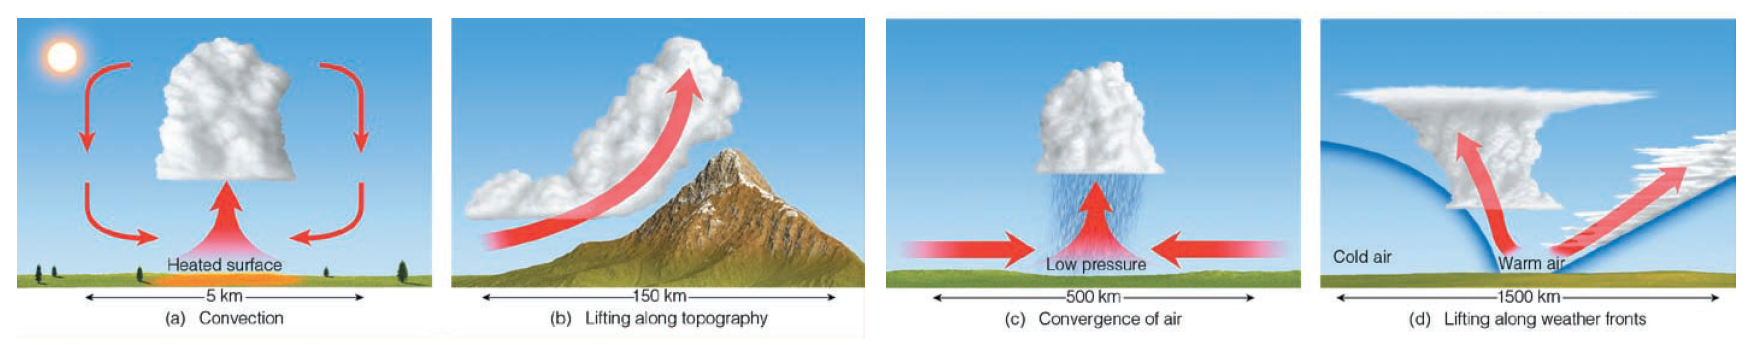 Heated surface
5 km
(a) Convection
150 km
(b) Lifting along topography
Low pressure
500 km
(c) Convergence of air
Cold air
Warm air
1500 km
(d) Lifting along weather fronts